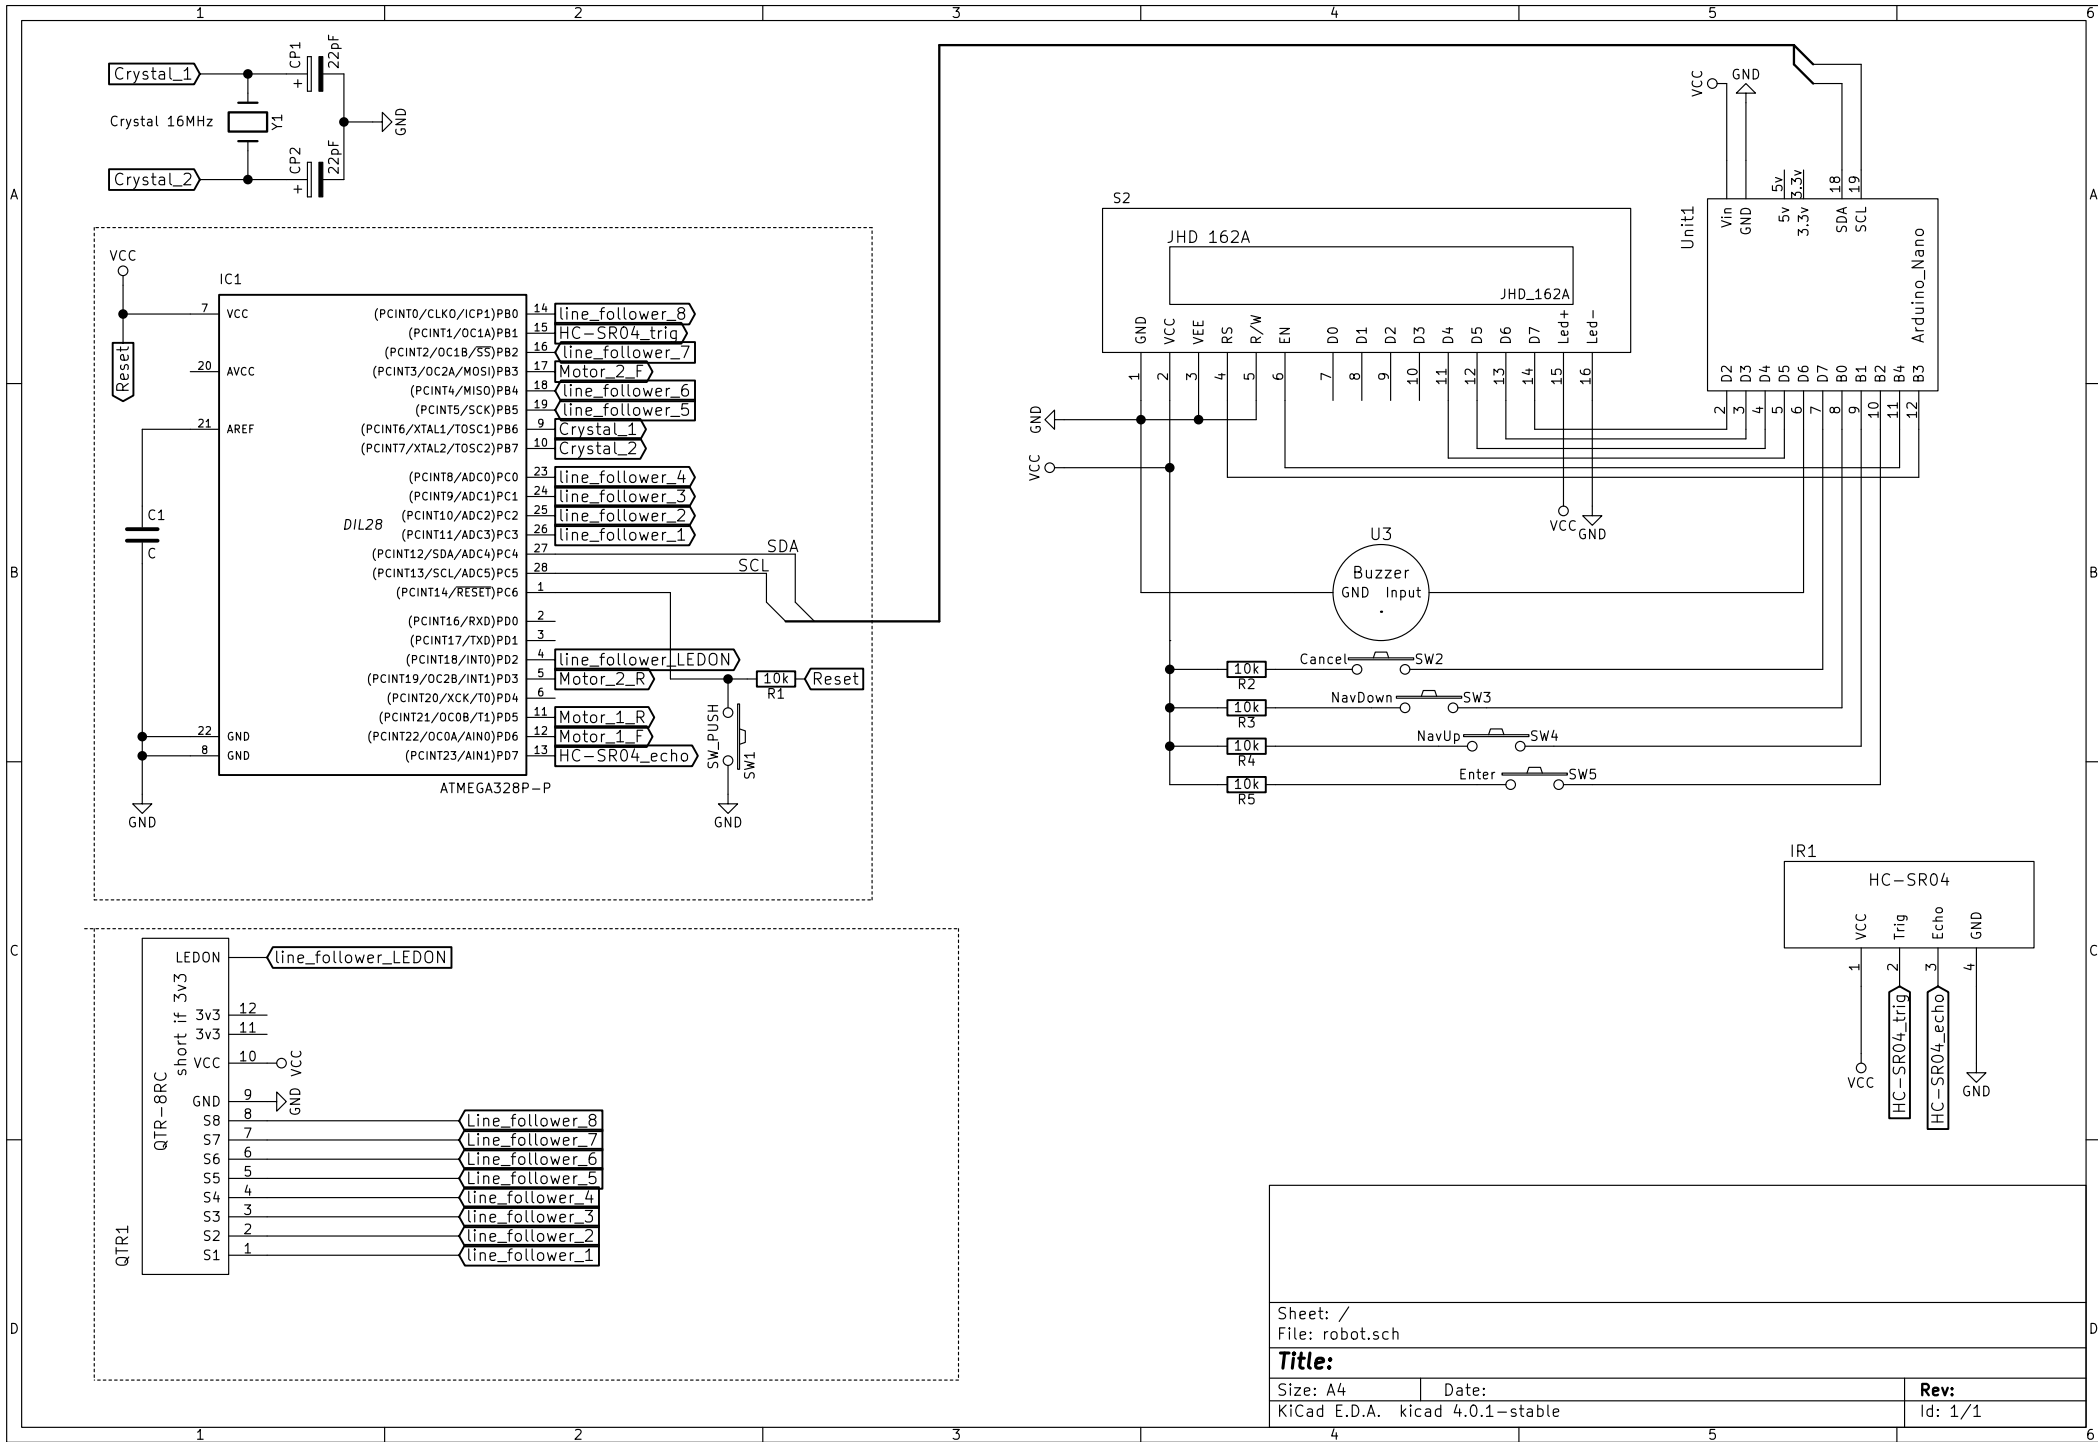 1 2 3 4 5 6
A
B
C
D
Crystal_1
CP1
22pF
+
Crystal 16MHz
Y1
GND
Crystal_2
CP2
22pF
+
VCC
Reset
IC1
7 VCC
20 AVCC
21 AREF
22 GND
8 GND
C1
C
GND
DIL28
ATMEGA328P-P
(PCINT0/CLKO/ICP1)PB0 14 line_follower_8
(PCINT1/OC1A)PB1 15 HC-SR04_trig
(PCINT2/OC1B/SS)PB2 16 line_follower_7
(PCINT3/OC2A/MOSI)PB3 17 Motor_2_F
(PCINT4/MISO)PB4 18 line_follower_6
(PCINT5/SCK)PB5 19 line_follower_5
(PCINT6/XTAL1/TOSC1)PB6 9 Crystal_1
(PCINT7/XTAL2/TOSC2)PB7 10 Crystal_2
(PCINT8/ADC0)PC0 23 line_follower_4
(PCINT9/ADC1)PC1 24 line_follower_3
(PCINT10/ADC2)PC2 25 line_follower_2
(PCINT11/ADC3)PC3 26 line_follower_1
(PCINT12/SDA/ADC4)PC4 27 SDA
(PCINT13/SCL/ADC5)PC5 28 SCL
(PCINT14/RESET)PC6 1
(PCINT16/RXD)PD0 2
(PCINT17/TXD)PD1 3
(PCINT18/INT0)PD2 4 line_follower_LEDON
(PCINT19/OC2B/INT1)PD3 5 Motor_2_R
(PCINT20/XCK/T0)PD4 6
(PCINT21/OC0B/T1)PD5 11 Motor_1_R
(PCINT22/OC0A/AIN0)PD6 12 Motor_1_F
(PCINT23/AIN1)PD7 13 HC-SR04_echo
10k
R1
Reset
SW_PUSH
SW1
GND
S2
JHD 162A
JHD_162A
GND VCC VEE RS R/W EN D0 D1 D2 D3 D4 D5 D6 D7 Led+ Led-
1 2 3 4 5 6 7 8 9 10 11 12 13 14 15 16
GND
VCC
VCC
GND
VCC
GND
Unit1
5v 3.3v 18 19
Vin GND 5v 3.3v SDA SCL
Arduino_Nano
D2 D3 D4 D5 D6 D7 B0 B1 B2 B4 B3
2 3 4 5 6 7 8 9 10 11 12
U3
Buzzer
GND Input
10k
R2
Cancel
SW2
10k
R3
NavDown
SW3
10k
R4
NavUp
SW4
10k
R5
Enter
SW5
IR1
HC-SR04
VCC Trig Echo GND
1 2 3 4
VCC
HC-SR04_trig
HC-SR04_echo
GND
LEDON line_follower_LEDON
short if 3v3
3v3 12
3v3 11
VCC 10 VCC
GND 9 GND
QTR-8RC
S8 8 Line_follower_8
S7 7 Line_follower_7
S6 6 Line_follower_6
S5 5 Line_follower_5
S4 4 line_follower_4
S3 3 line_follower_3
S2 2 line_follower_2
S1 1 line_follower_1
QTR1
Sheet: /
File: robot.sch
Title:
Size: A4 Date: Rev:
KiCad E.D.A. kicad 4.0.1-stable Id: 1/1
A
B
C
D
1 2 3 4 5 6